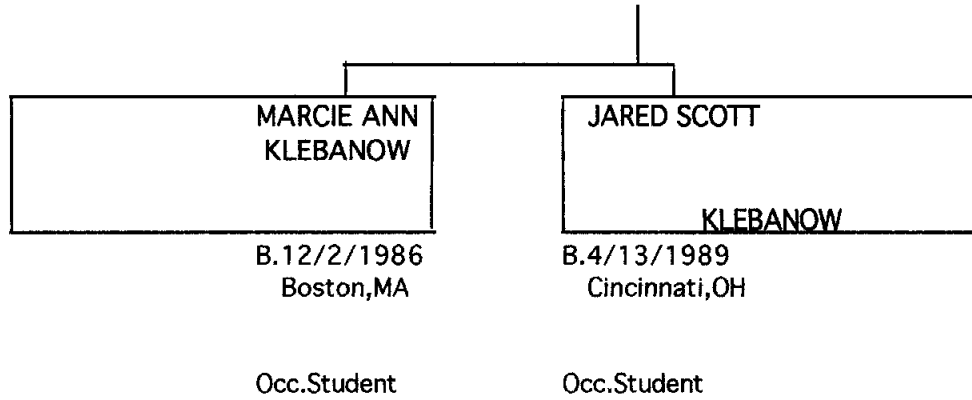 MARCIE ANN
KLEBANOW
B.12/2/1986
Boston,MA
Occ.Student
JARED SCOTT
KLEBANOW
B.4/13/1989
Cincinnati,OH
Occ.Student